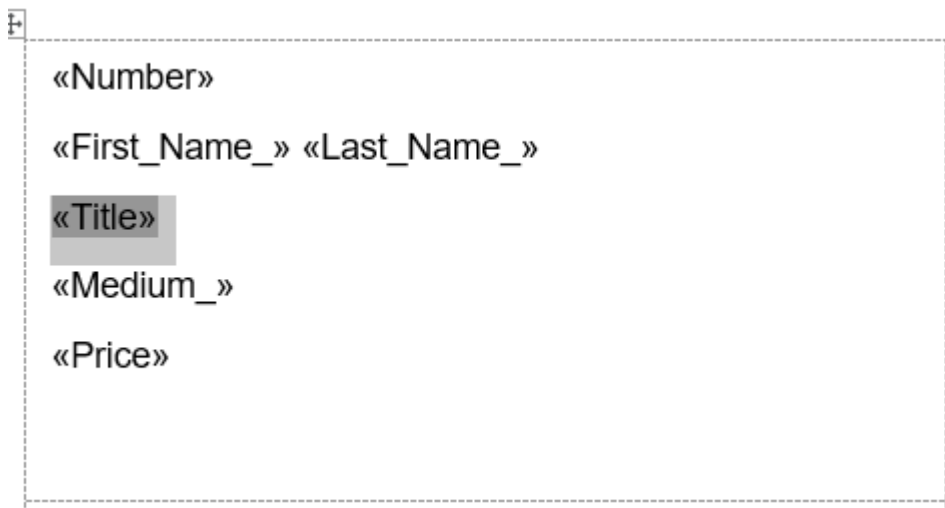 «Number»
«First_Name_» «Last_Name_»
«Title»
«Medium_»
«Price»